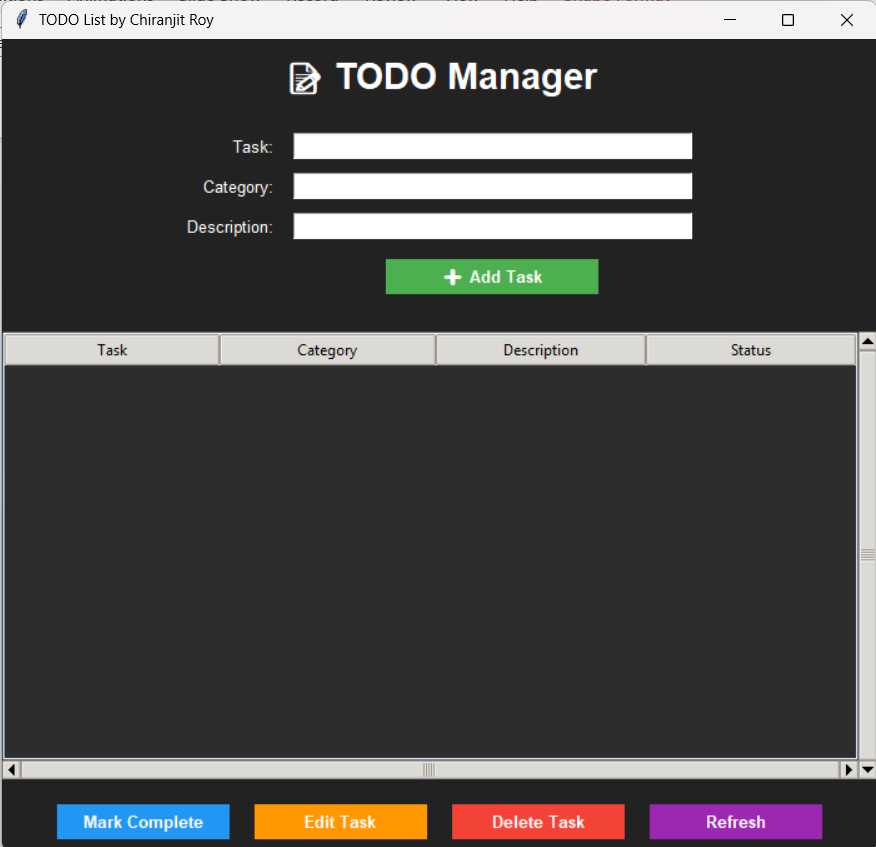 TODO List by Chiranjit Roy
TODO Manager
Task:
Category:
Description:
Add Task
Task Category Description Status
Mark Complete Edit Task Delete Task Refresh